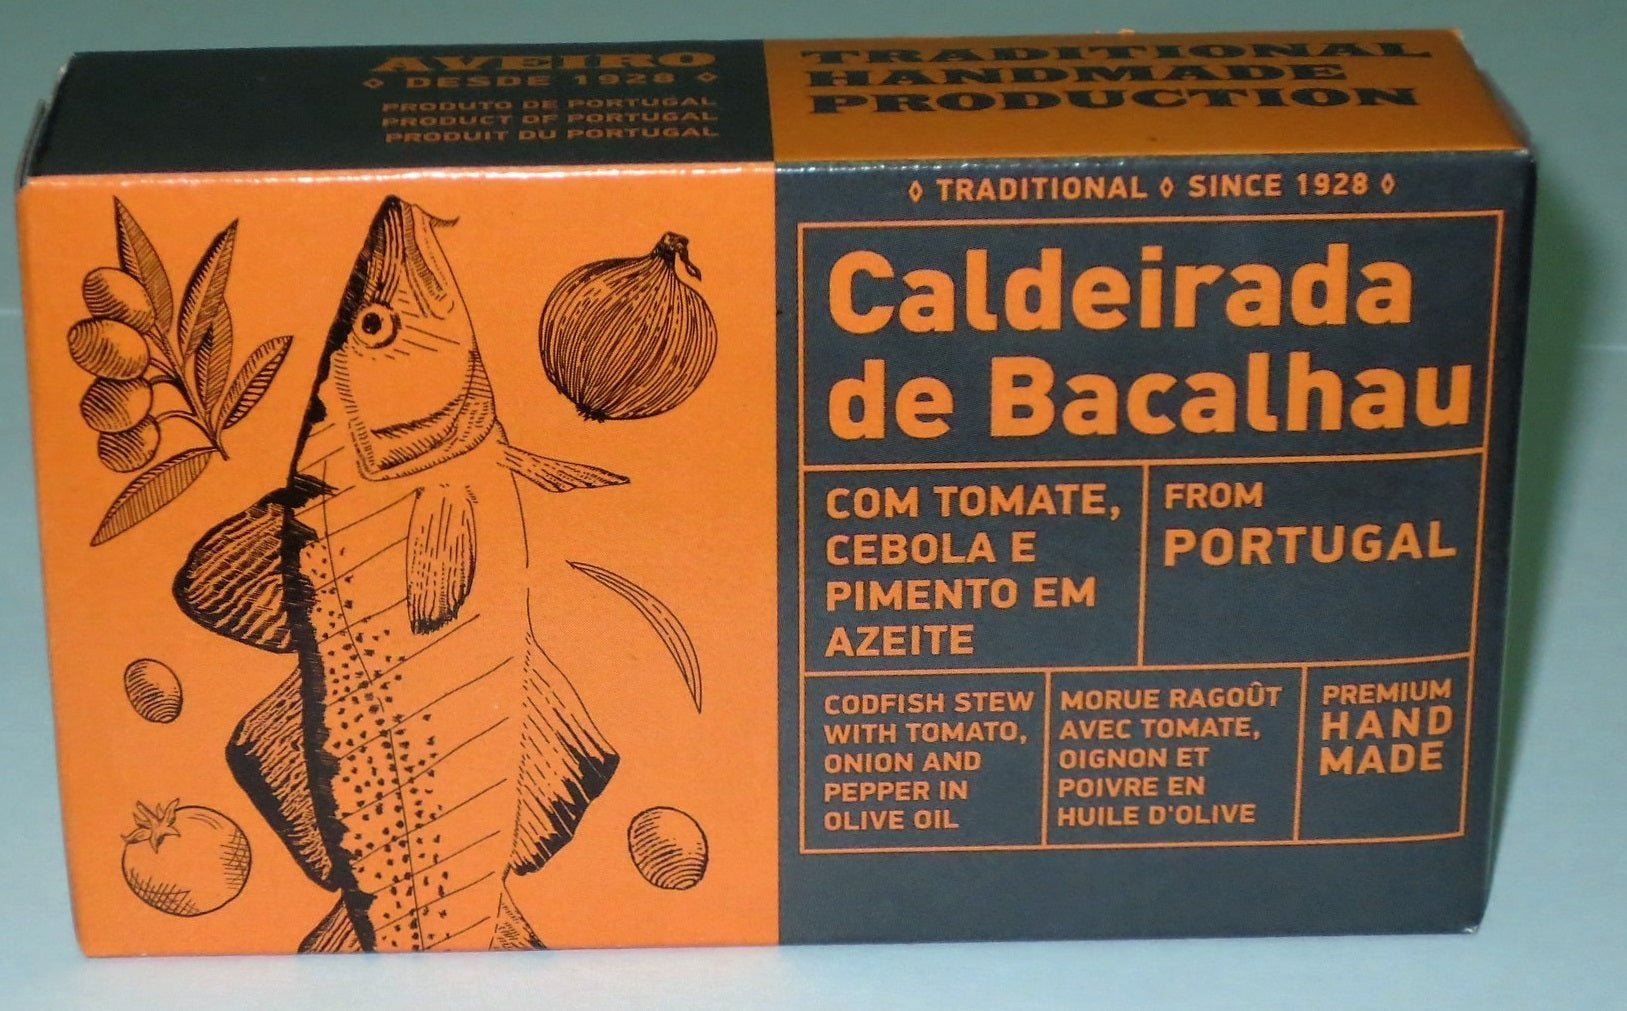 AVEIRO
◊ DESDE 1928 ◊
PRODUTO DE PORTUGAL
PRODUCT OF PORTUGAL
PRODUIT DU PORTUGAL
TRADITIONAL
HANDMADE
PRODUCTION
◊ TRADITIONAL ◊ SINCE 1928 ◊
Caldeirada
de Bacalhau
COM TOMATE,
CEBOLA E
PIMENTO EM
AZEITE
FROM
PORTUGAL
CODFISH STEW
WITH TOMATO,
ONION AND
PEPPER IN
OLIVE OIL
MORUE RAGOÛT
AVEC TOMATE,
OIGNON ET
POIVRE EN
HUILE D'OLIVE
PREMIUM
HAND
MADE